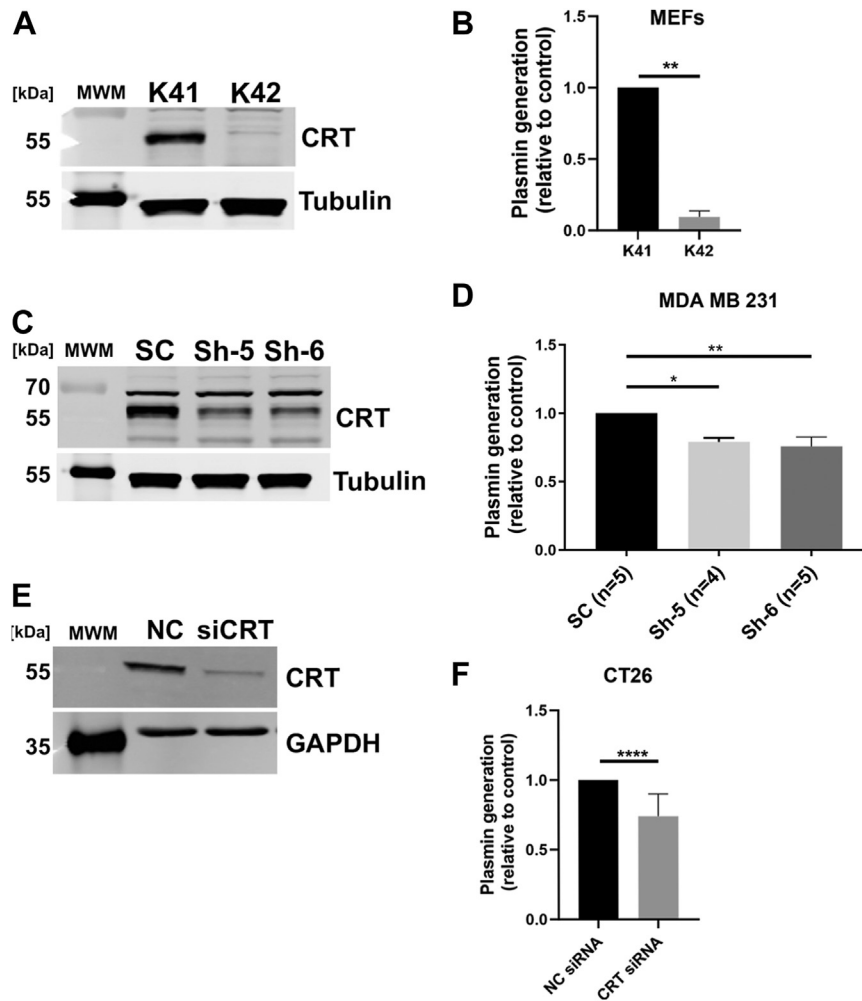 A
[kDa] MWM K41 K42
55 CRT
55 Tubulin
B
MEFs
Plasmin generation
(relative to control)
1.5
**
1.0
0.5
0.0
K41 K42
C
[kDa] MWM SC Sh-5 Sh-6
70
55 CRT
55 Tubulin
D
MDA MB 231
Plasmin generation
(relative to control)
1.5
**
*
1.0
0.5
0.0
SC (n=5) Sh-5 (n=4) Sh-6 (n=5)
E
[kDa] MWM NC siCRT
55 CRT
35 GAPDH
F
CT26
Plasmin generation
(relative to control)
1.5
****
1.0
0.5
0.0
NC siRNA CRT siRNA